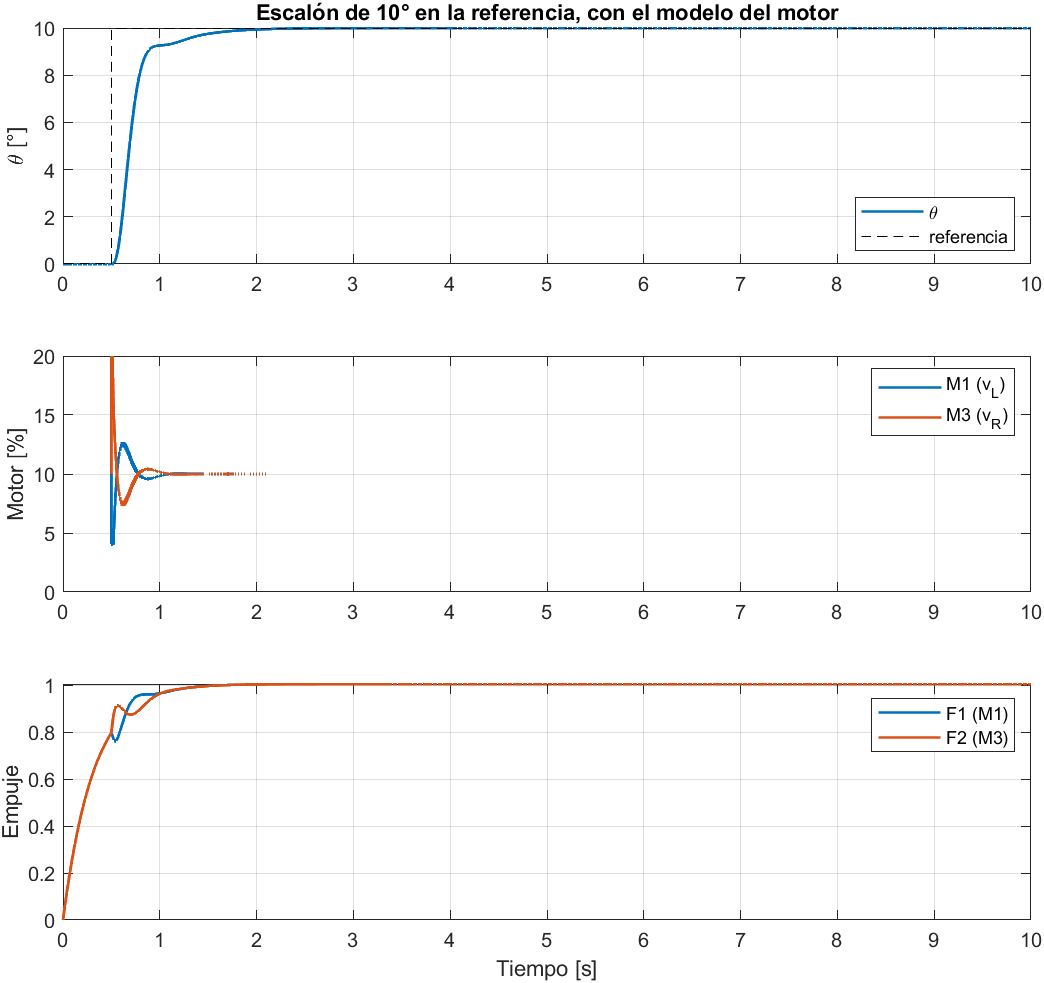 Escalón de 10° en la referencia, con el modelo del motor
10
8
6
4
2
0
θ [°]
θ
referencia
0 1 2 3 4 5 6 7 8 9 10
20
15
10
5
0
Motor [%]
M1 (v_L)
M3 (v_R)
0 1 2 3 4 5 6 7 8 9 10
1
0.8
0.6
0.4
0.2
0
Empuje
F1 (M1)
F2 (M3)
0 1 2 3 4 5 6 7 8 9 10
Tiempo [s]